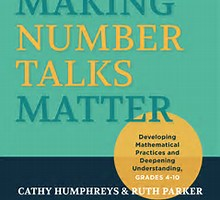 MAKING
NUMBER
TALKS
MATTER
Developing
Mathematical
Practices and
Deepening
Understanding,
GRADES 4-10
CATHY HUMPHREYS & RUTH PARKER